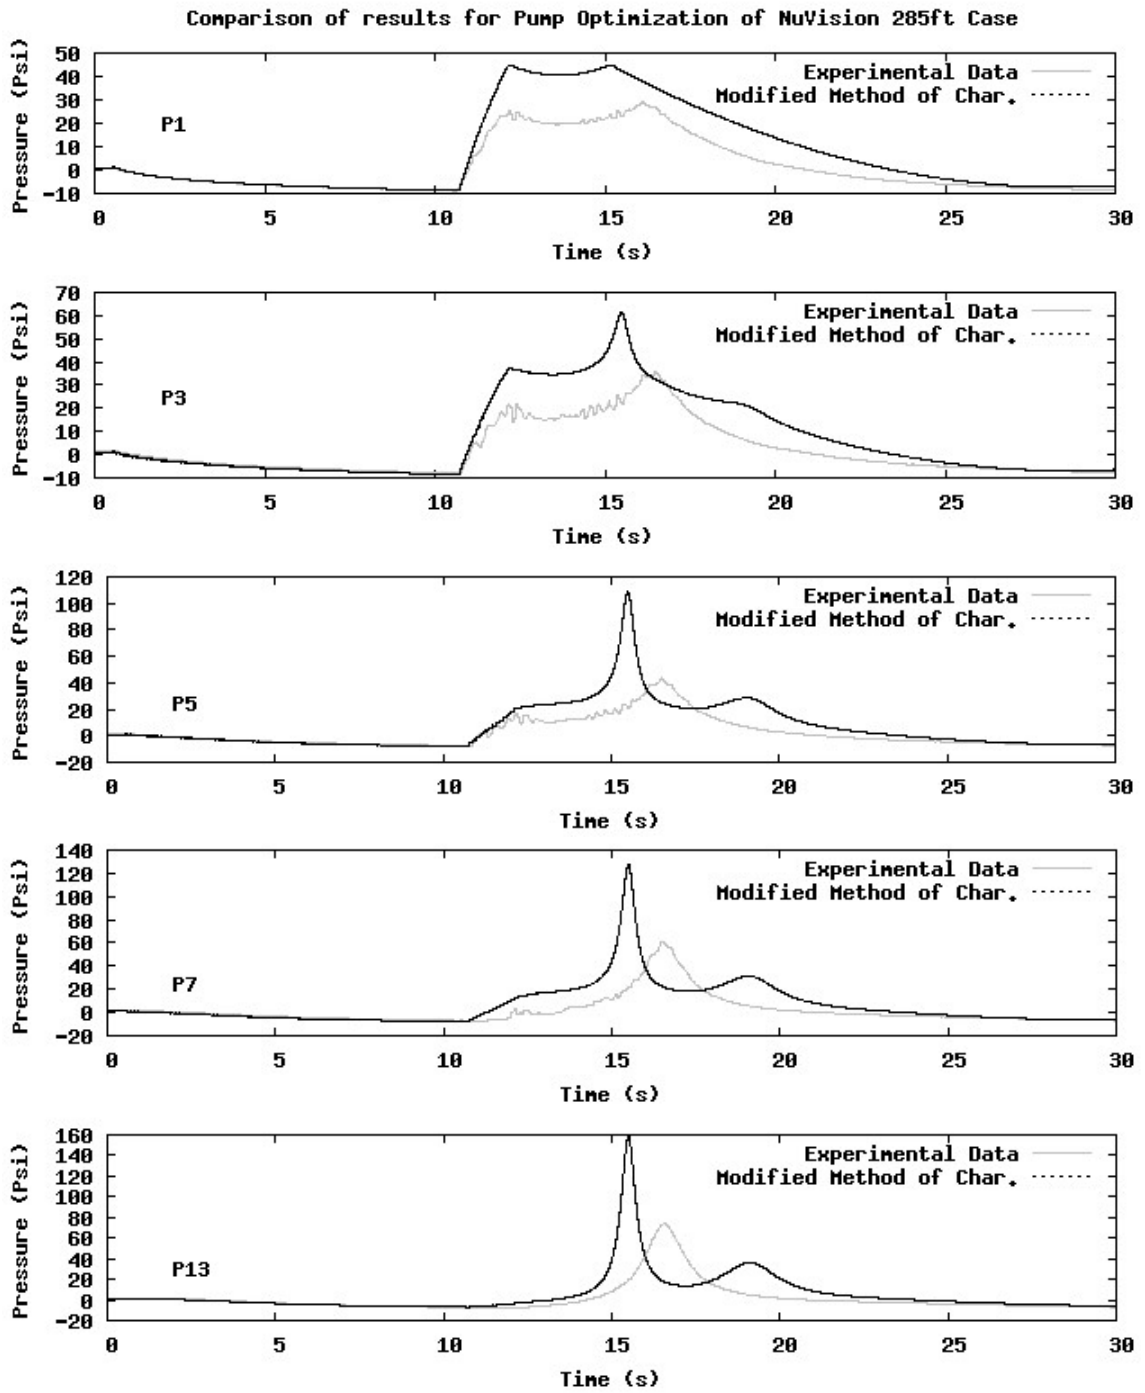 Comparison of results for Pump Optimization of NuVision 285ft Case
Pressure (Psi)
50
40
30
20
10
0
-10
P1
Experimental Data
Modified Method of Char.
0 5 10 15 20 25 30
Time (s)
Pressure (Psi)
70
60
50
40
30
20
10
0
-10
P3
Experimental Data
Modified Method of Char.
0 5 10 15 20 25 30
Time (s)
Pressure (Psi)
120
100
80
60
40
20
0
-20
P5
Experimental Data
Modified Method of Char.
0 5 10 15 20 25 30
Time (s)
Pressure (Psi)
140
120
100
80
60
40
20
0
-20
P7
Experimental Data
Modified Method of Char.
0 5 10 15 20 25 30
Time (s)
Pressure (Psi)
160
140
120
100
80
60
40
20
0
-20
P13
Experimental Data
Modified Method of Char.
0 5 10 15 20 25 30
Time (s)